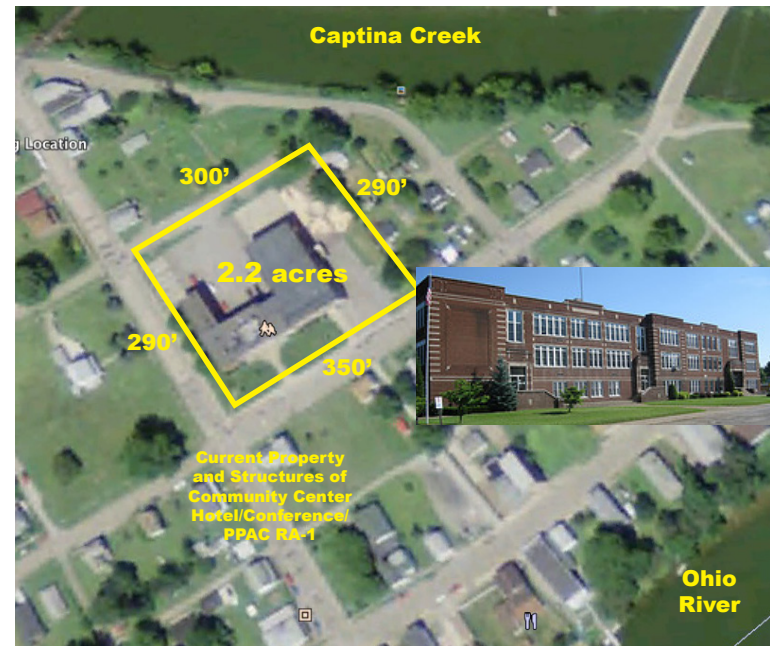 Captina Creek
g Location
300'
290'
2.2 acres
290'
350'
Current Property
and Structures of
Community Center
Hotel/Conference/
PPAC RA-1
Ohio
River